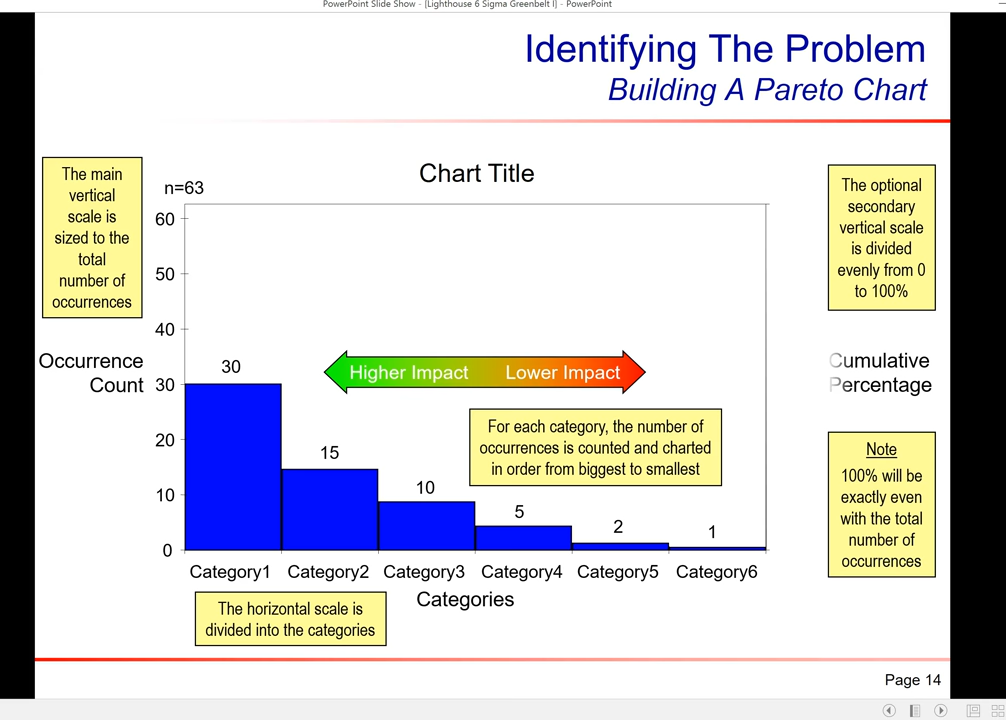 PowerPoint Slide Show - [Lighthouse 6 Sigma Greenbelt I] - PowerPoint
Identifying The Problem
Building A Pareto Chart
The main
vertical
scale is
sized to the
total
number of
occurrences
n=63
Chart Title
The optional
secondary
vertical scale
is divided
evenly from 0
to 100%
60
50
40
30
20
10
0
Occurrence
Count
30
15
10
5
2
1
Higher Impact
Lower Impact
For each category, the number of
occurrences is counted and charted
in order from biggest to smallest
Cumulative
Percentage
Note
100% will be
exactly even
with the total
number of
occurrences
Category1 Category2 Category3 Category4 Category5 Category6
Categories
The horizontal scale is
divided into the categories
Page 14